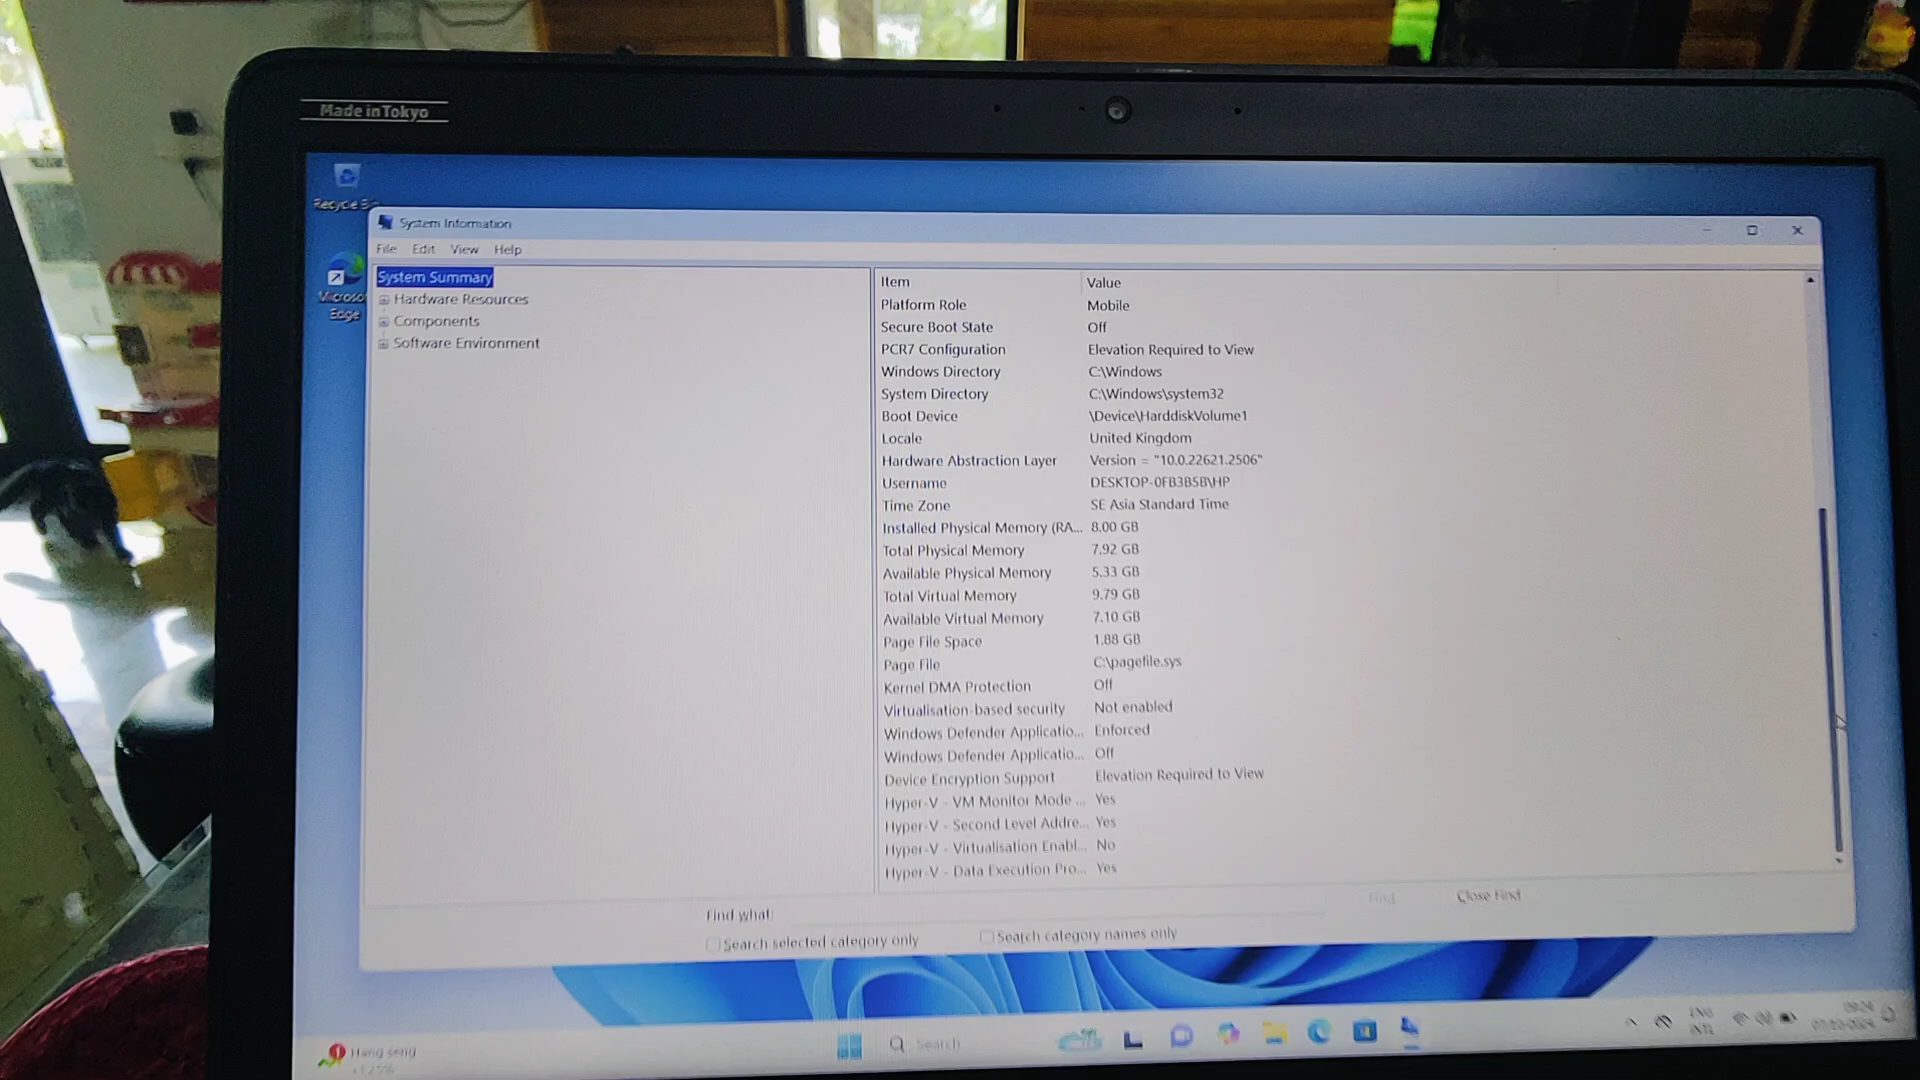 Made in Tokyo
Recycle
System Information
File Edit View Help
System Summary
Hardware Resources
Components
Software Environment
Edge
Item Value
Platform Role Mobile
Secure Boot State Off
PCR7 Configuration Elevation Required to View
Windows Directory C:\Windows
System Directory C:\Windows\system32
Boot Device \Device\HarddiskVolume1
Locale United Kingdom
Hardware Abstraction Layer Version = "10.0.22621.2506"
Username DESKTOP-0FB3B5B\HP
Time Zone SE Asia Standard Time
Installed Physical Memory (RA... 8.00 GB
Total Physical Memory 7.92 GB
Available Physical Memory 5.33 GB
Total Virtual Memory 9.79 GB
Available Virtual Memory 7.10 GB
Page File Space 1.88 GB
Page File C:\pagefile.sys
Kernel DMA Protection Off
Virtualisation-based security Not enabled
Windows Defender Applicatio... Enforced
Windows Defender Applicatio... Off
Device Encryption Support Elevation Required to View
Hyper-V - VM Monitor Mode ... Yes
Hyper-V - Second Level Addre... Yes
Hyper-V - Virtualisation Enabl... No
Hyper-V - Data Execution Pro... Yes
Find what:
Find Close Find
Search selected category only
Search category names only
Hang seng
Search
ENG
INTL